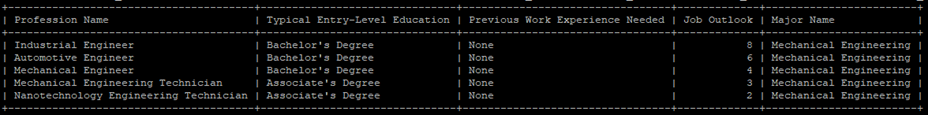 | Profession Name | Typical Entry-Level Education | Previous Work Experience Needed | Job Outlook | Major Name |
| Industrial Engineer | Bachelor's Degree | None | 8 | Mechanical Engineering |
| Automotive Engineer | Bachelor's Degree | None | 6 | Mechanical Engineering |
| Mechanical Engineer | Bachelor's Degree | None | 4 | Mechanical Engineering |
| Mechanical Engineering Technician | Associate's Degree | None | 3 | Mechanical Engineering |
| Nanotechnology Engineering Technician | Associate's Degree | None | 2 | Mechanical Engineering |